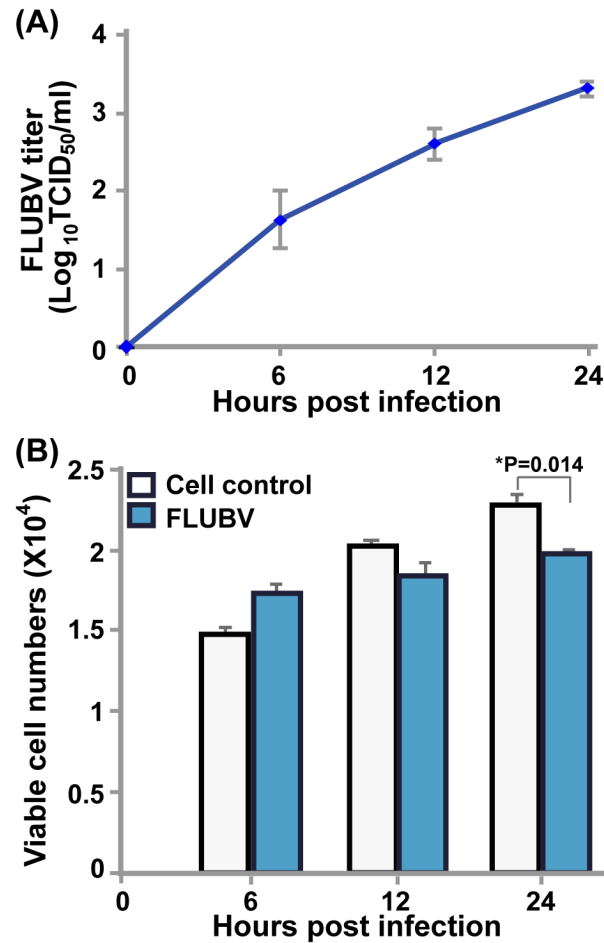 (A)
FLUBV titer
(Log10TCID50/ml)
4
3
2
1
0
0 6 12 24
Hours post infection
(B)
Viable cell numbers (X10⁴)
2.5
2
1.5
1
0.5
0
Cell control
FLUBV
*P=0.014
0 6 12 24
Hours post infection